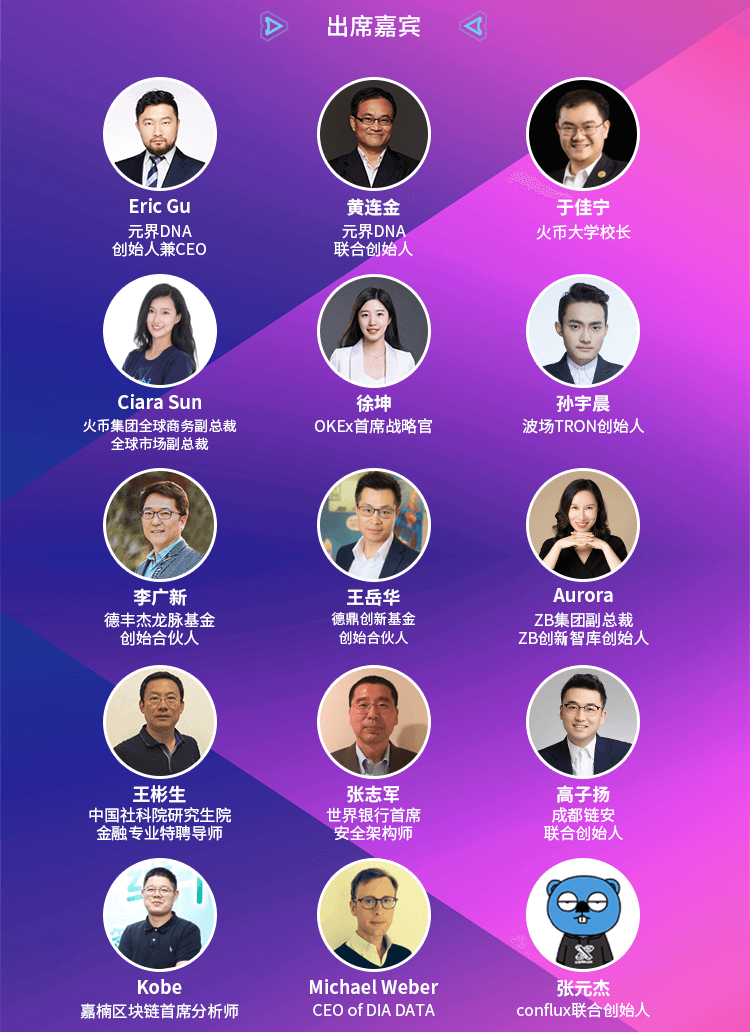 出席嘉宾
Eric Gu
元界DNA
创始人兼CEO
黄连金
元界DNA
联合创始人
于佳宁
火币大学校长
Ciara Sun
火币集团全球商务副总裁
全球市场副总裁
徐坤
OKEx首席战略官
孙宇晨
波场TRON创始人
李广新
德丰杰龙脉基金
创始合伙人
王岳华
德鼎创新基金
创始合伙人
Aurora
ZB集团副总裁
ZB创新智库创始人
王彬生
中国社科院研究生院
金融专业特聘导师
张志军
世界银行首席
安全架构师
高子扬
成都链安
联合创始人
Kobe
嘉楠区块链首席分析师
Michael Weber
CEO of DIA DATA
张元杰
conflux联合创始人